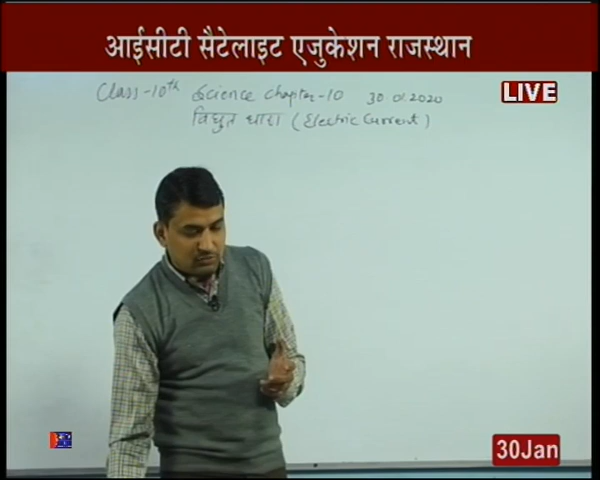 आईसीटी सैटेलाइट एजुकेशन राजस्थान
LIVE
Class-10th Science chapter-10 30.01.2020
विद्युत धारा (Electric Current)
30Jan